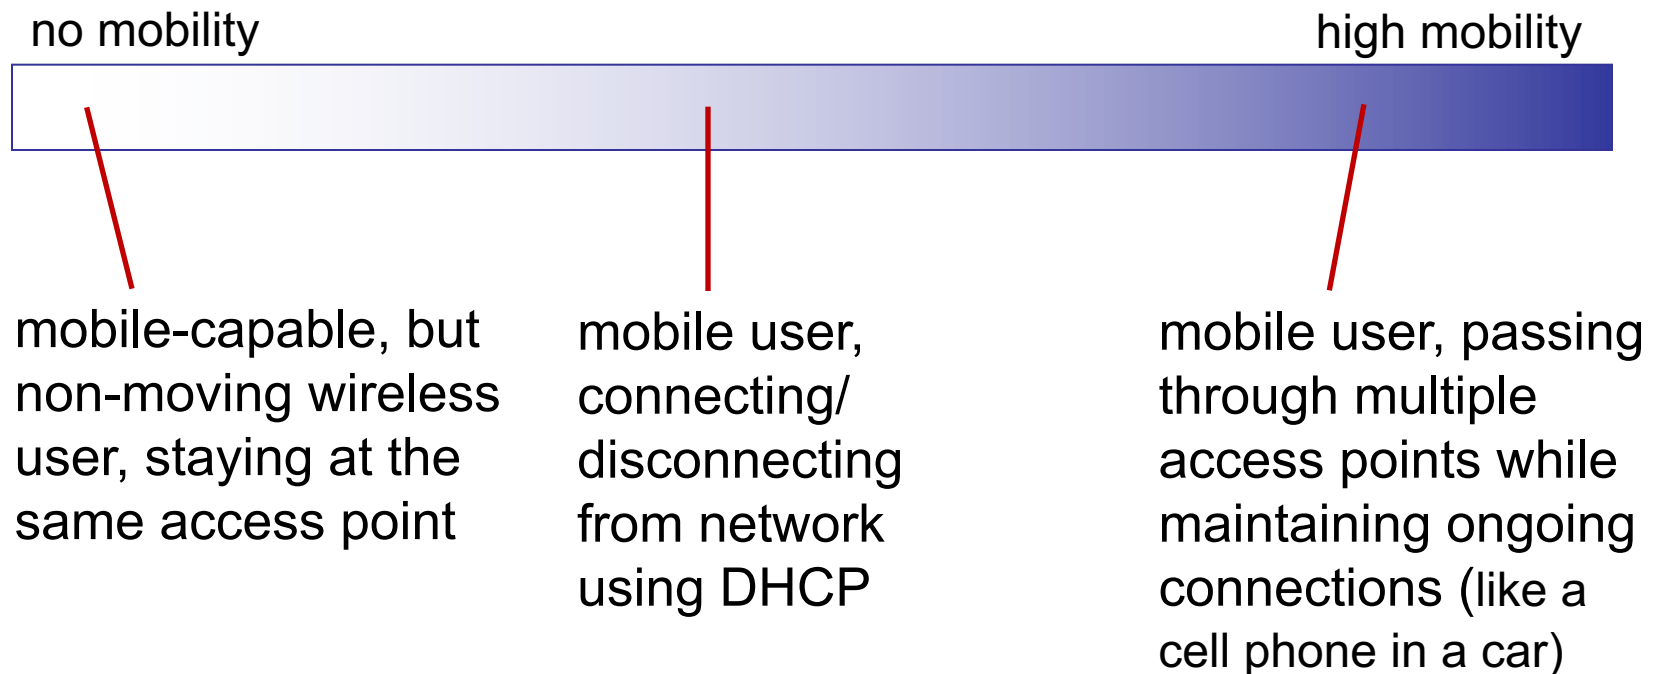 no mobility
high mobility
mobile-capable, but
non-moving wireless
user, staying at the
same access point
mobile user,
connecting/
disconnecting
from network
using DHCP
mobile user, passing
through multiple
access points while
maintaining ongoing
connections (like a
cell phone in a car)